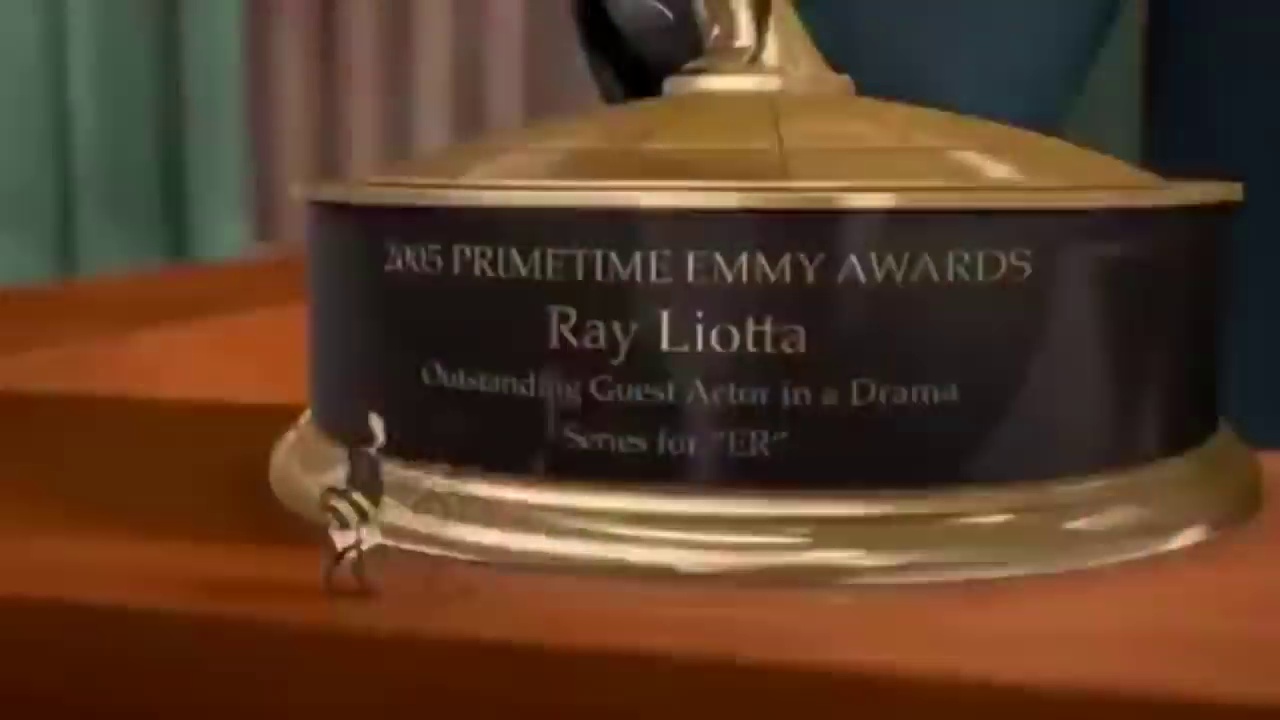 2005 PRIMETIME EMMY AWARDS
Ray Liotta
Outstanding Guest Actor in a Drama
Series for "ER"